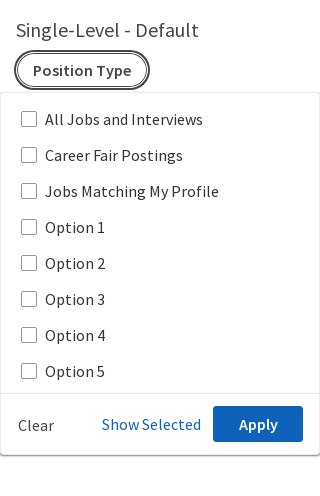 Single-Level - Default
Position Type
All Jobs and Interviews
Career Fair Postings
Jobs Matching My Profile
Option 1
Option 2
Option 3
Option 4
Option 5
Clear
Show Selected
Apply